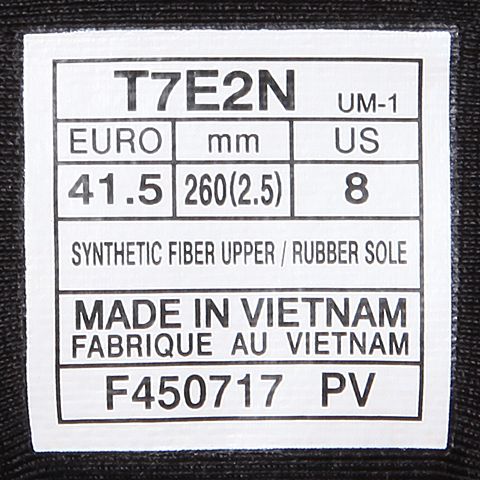 T7E2N UM-1
EURO mm US
41.5 260(2.5) 8
SYNTHETIC FIBER UPPER / RUBBER SOLE
MADE IN VIETNAM
FABRIQUE AU VIETNAM
F450717 PV